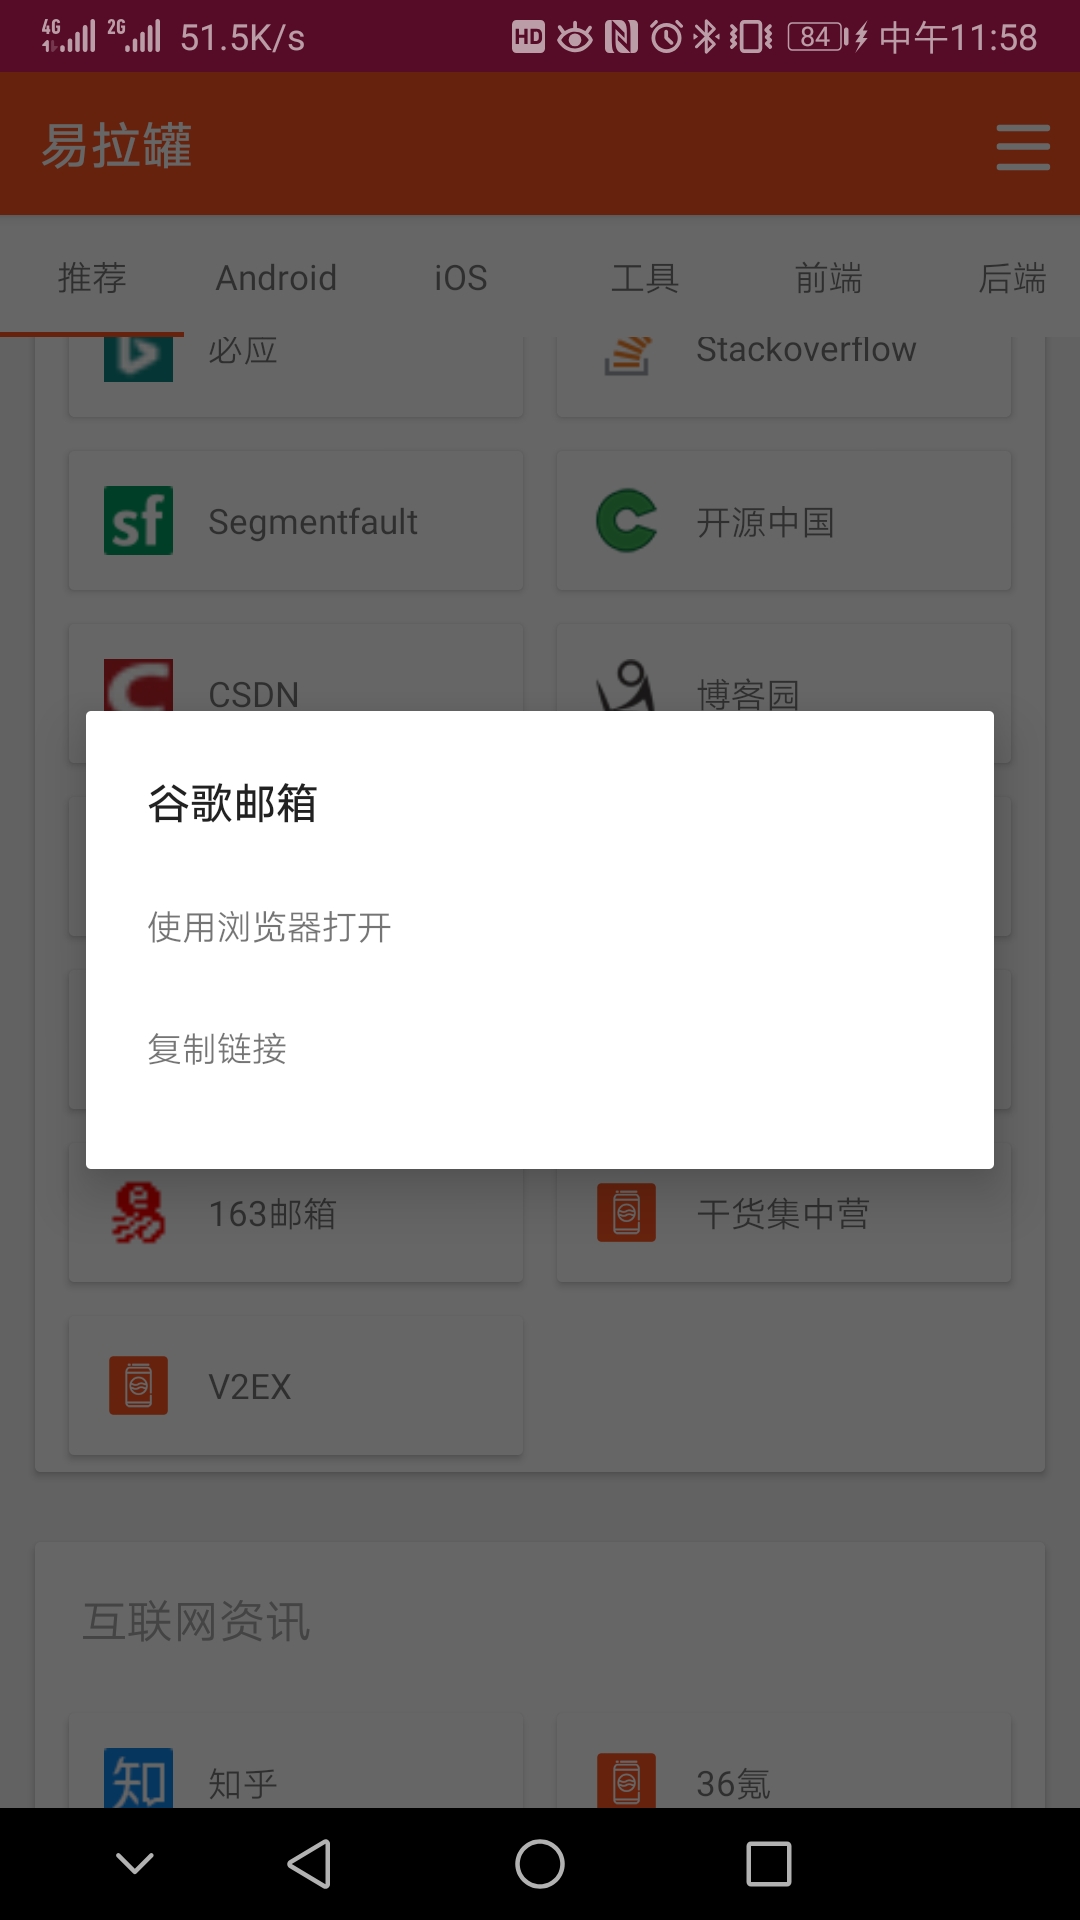 4G 2G 51.5K/s HD 84 中午11:58
易拉罐
推荐 Android iOS 工具 前端 后端
必应 Stackoverflow
sf Segmentfault 开源中国
CSDN 博客园
谷歌邮箱
使用浏览器打开
复制链接
163邮箱 干货集中营
V2EX
互联网资讯
知 知乎 36氪